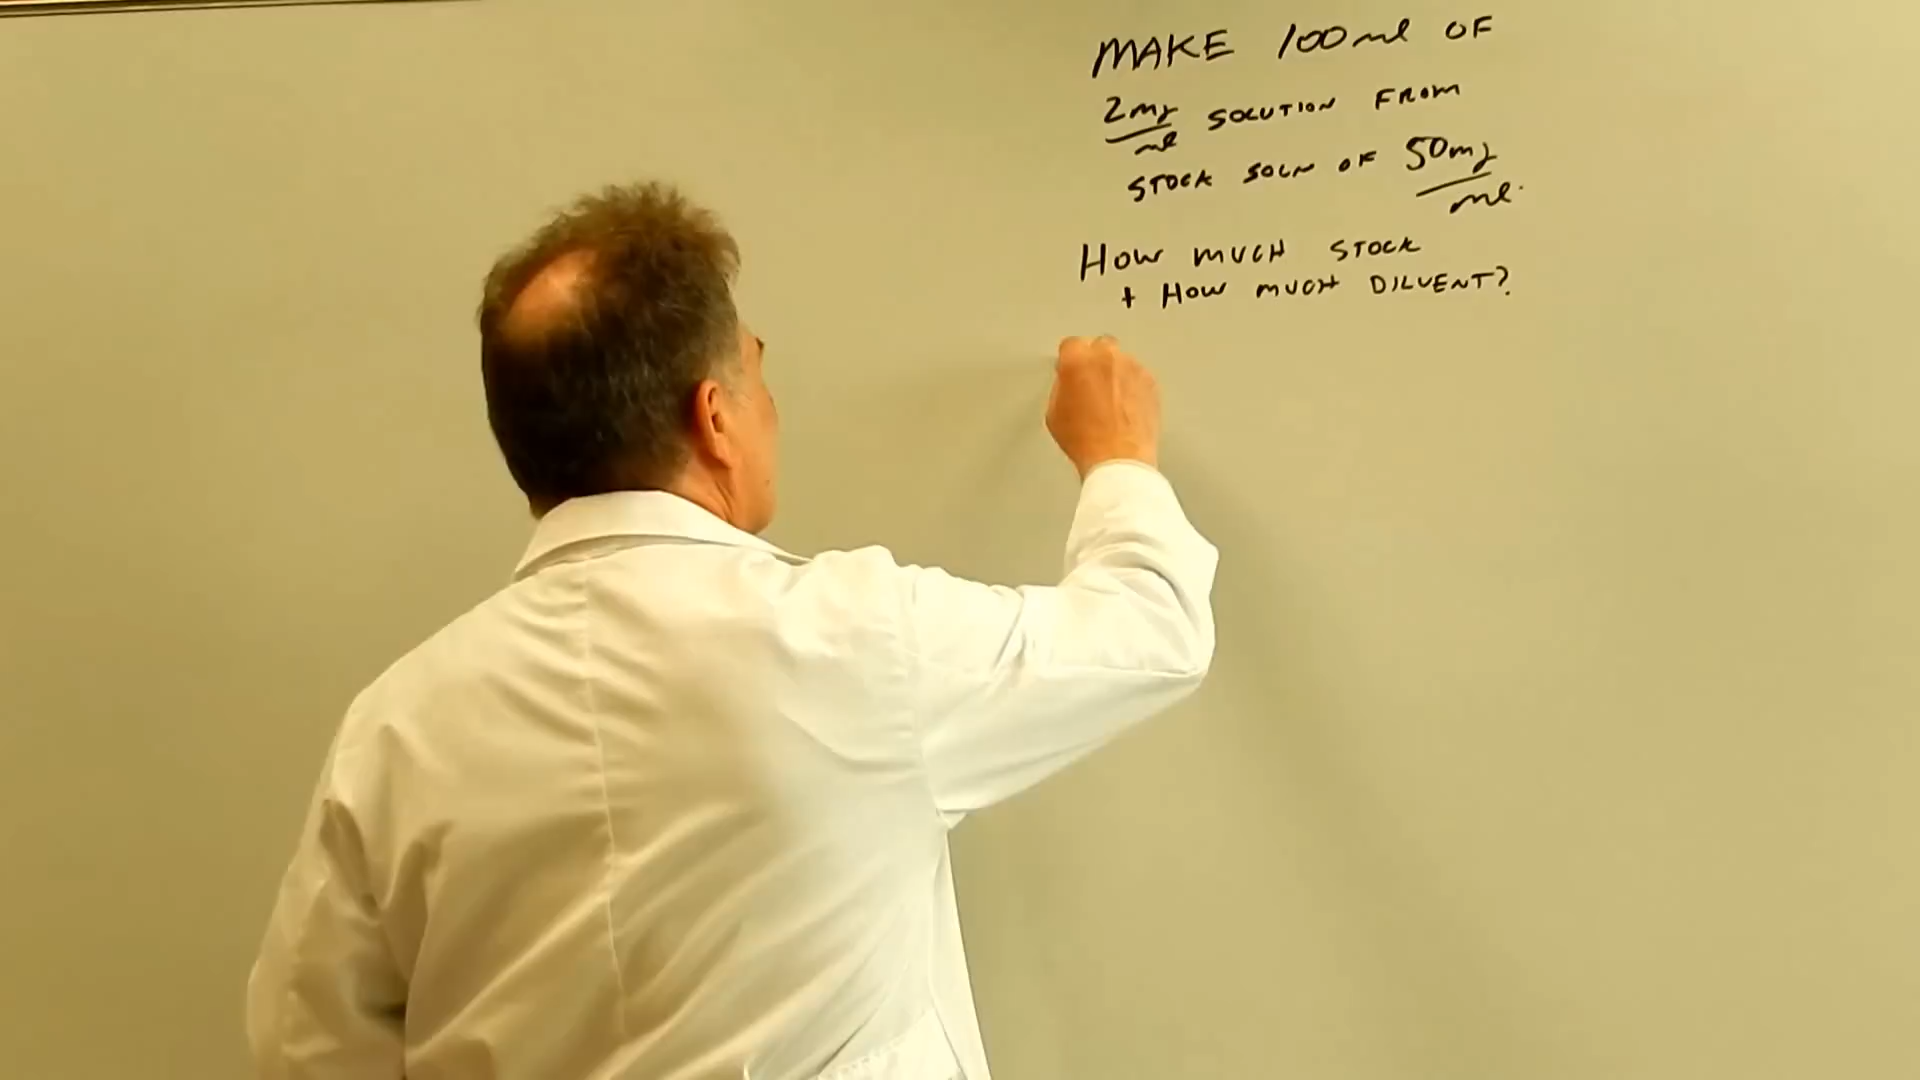 MAKE 100ml OF
2mg/ml SOLUTION FROM
STOCK SOLN OF 50mg/ml.
HOW MUCH STOCK
+ HOW MUCH DILUENT?